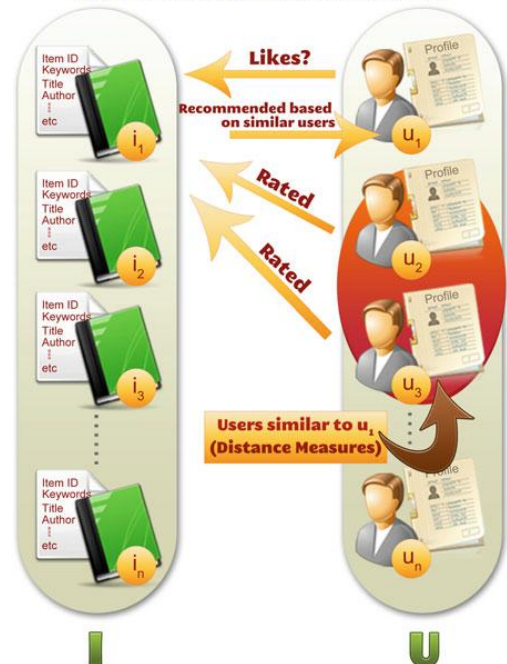 Item ID
Keywords
Title
Author
etc
i1
Likes?
Recommended based
on similar users
Profile
u1
Item ID
Keywords
Title
Author
etc
i2
Rated
Profile
u2
Item ID
Keywords
Title
Author
etc
i3
Rated
Profile
u3
Users similar to u1
(Distance Measures)
Item ID
Keywords
Title
Author
etc
in
Profile
un
I
U